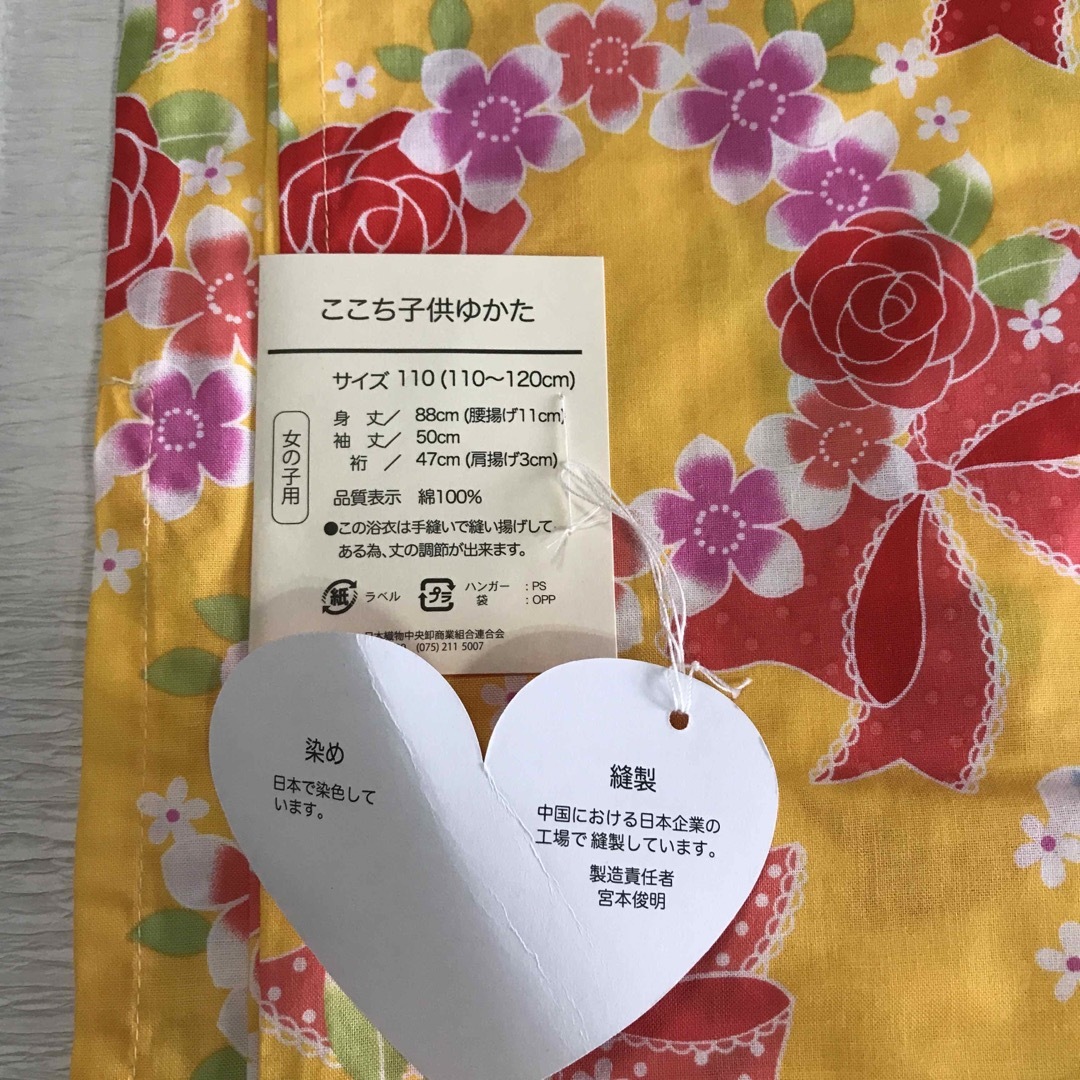 ここち子供ゆかた
サイズ 110 (110〜120cm)
女の子用
身 丈／ 88cm (腰揚げ11cm)
袖 丈／ 50cm
裄 ／ 47cm (肩揚げ3cm)
品質表示 綿100%
●この浴衣は手縫いで縫い揚げして
ある為、丈の調節が出来ます。
紙 ラベル プラ ハンガー : PS
袋 : OPP
日本織物中央卸商業組合連合会
(075) 211 5007
染め
日本で染色して
います。
縫製
中国における日本企業の
工場で縫製しています。
製造責任者
宮本俊明